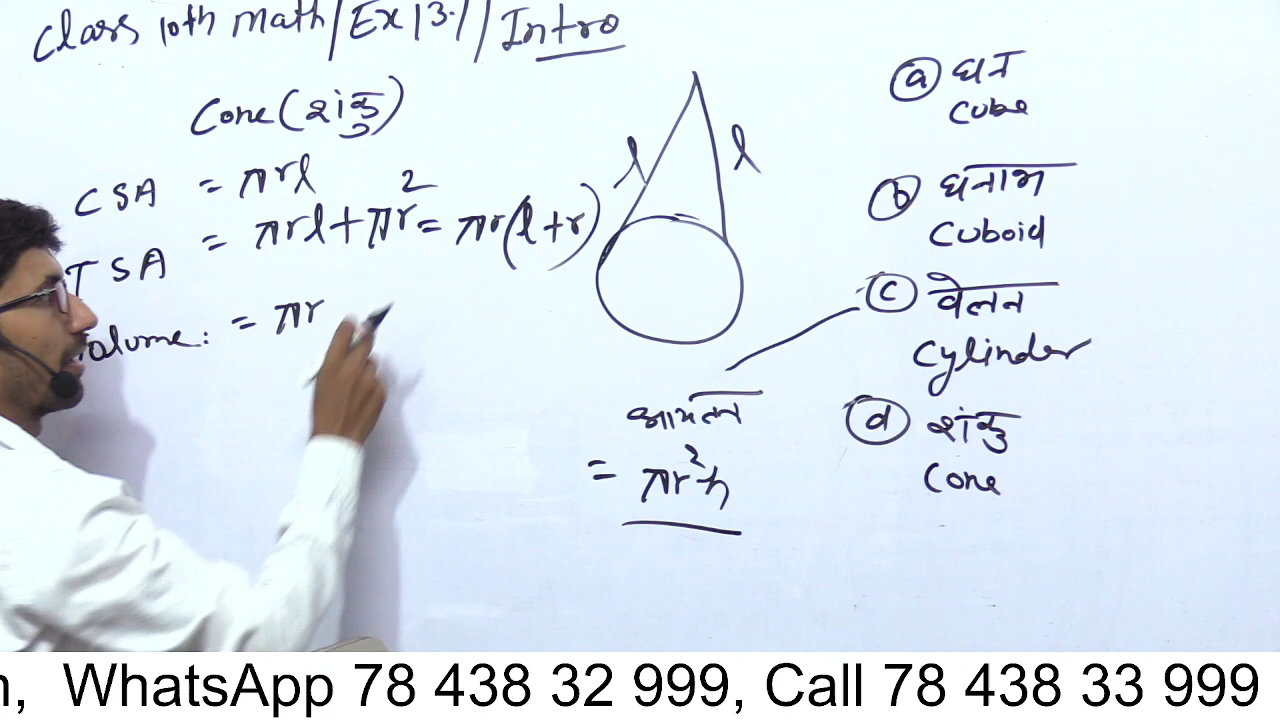 Class 10th math/Ex 13.1/Intro
Cone (शंकु)
CSA = πrl
TSA = πrl + πr² = πr(l+r)
Volume: = πr
l
l
आयतन
= πr²h
(a) घन
Cube
(b) घनाभ
Cuboid
(c) बेलन
Cylinder
(d) शंकु
Cone
, WhatsApp 78 438 32 999, Call 78 438 33 999